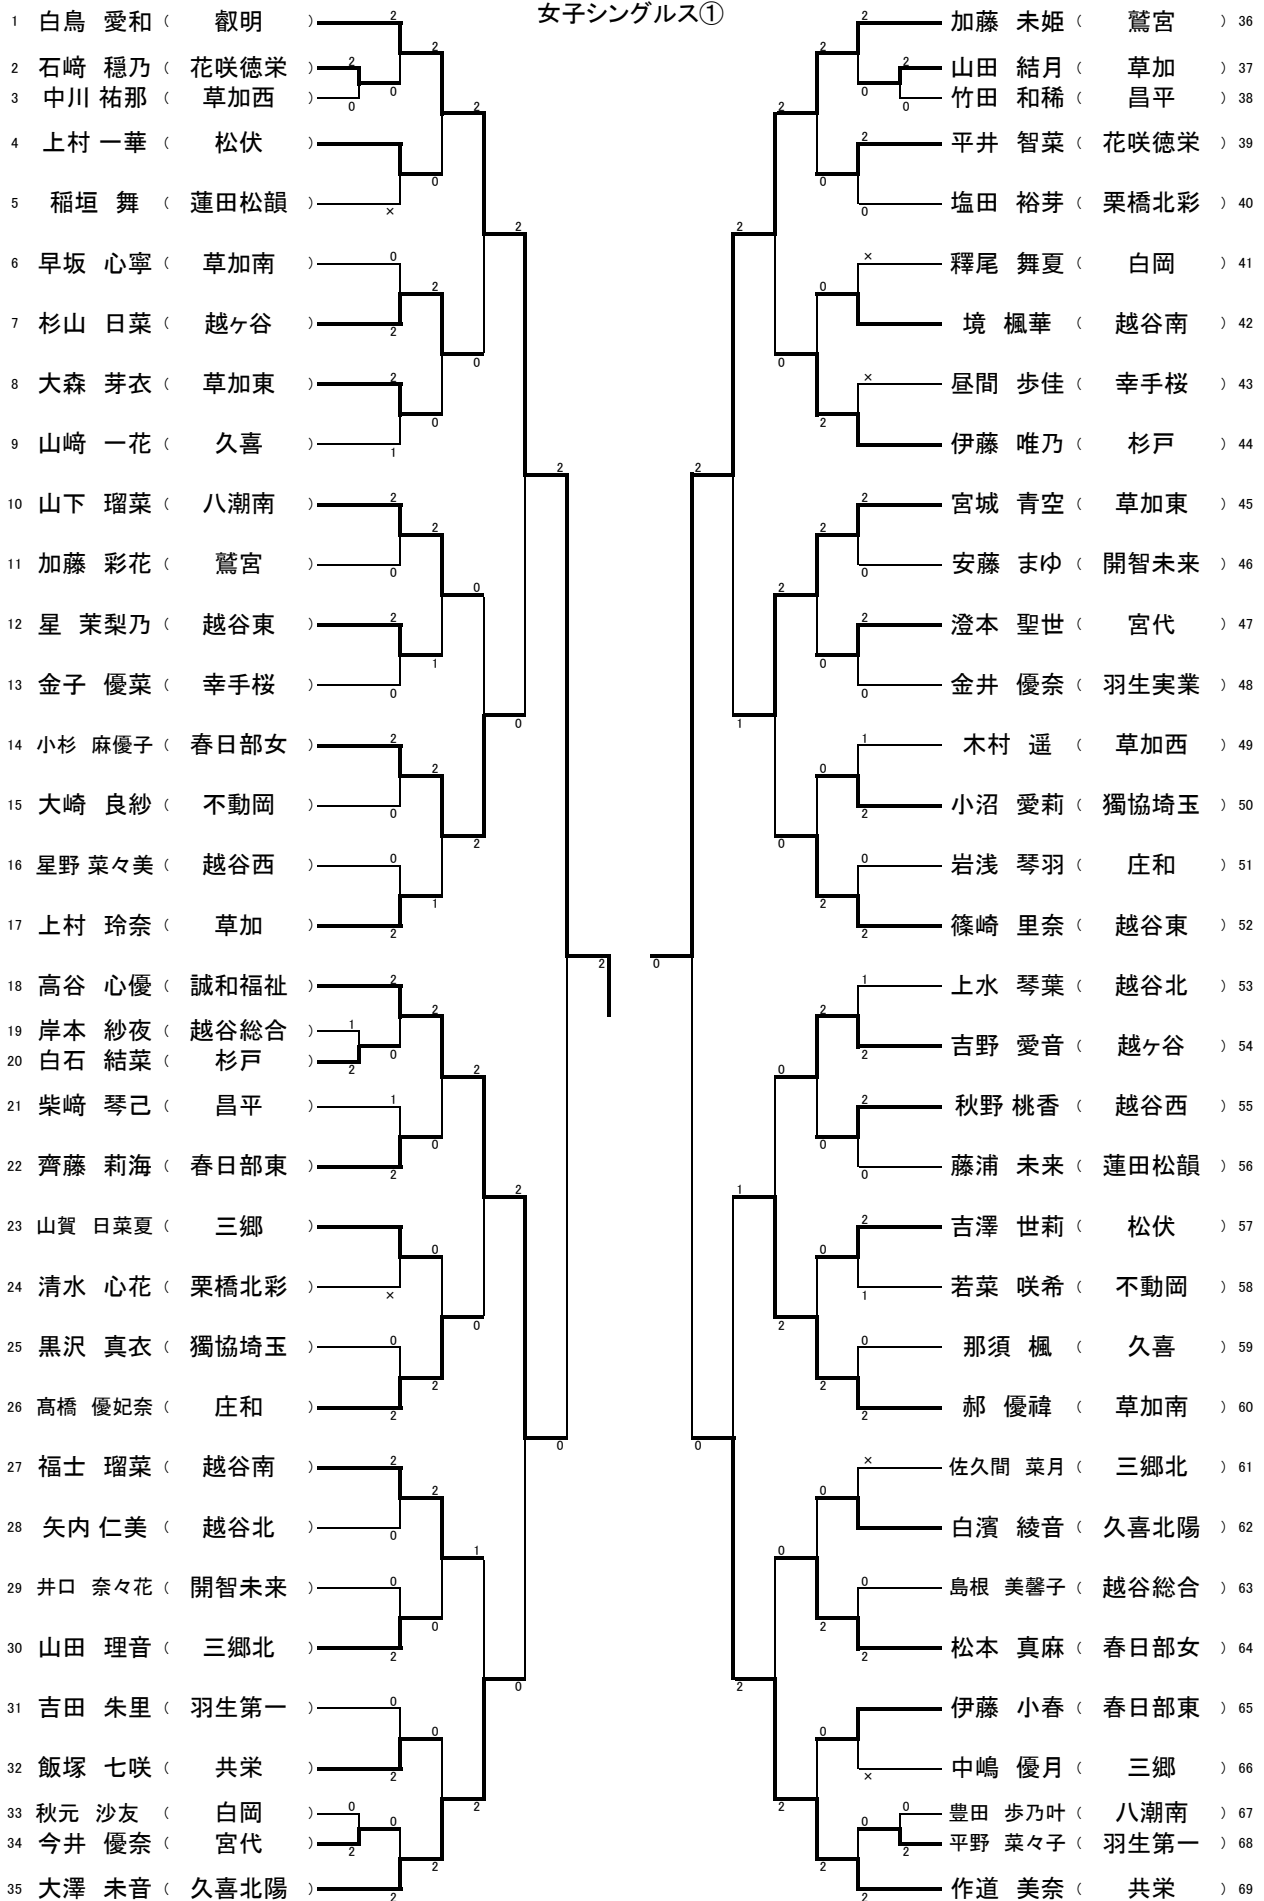 女子シングルス①
1 白鳥 愛和 ( 叡明 )
2 石﨑 穏乃 ( 花咲徳栄 )
3 中川 祐那 ( 草加西 )
4 上村 一華 ( 松伏 )
5 稲垣 舞 ( 蓮田松韻 )
6 早坂 心寧 ( 草加南 )
7 杉山 日菜 ( 越ヶ谷 )
8 大森 芽衣 ( 草加東 )
9 山﨑 一花 ( 久喜 )
10 山下 瑠菜 ( 八潮南 )
11 加藤 彩花 ( 鷲宮 )
12 星 茉梨乃 ( 越谷東 )
13 金子 優菜 ( 幸手桜 )
14 小杉 麻優子 ( 春日部女 )
15 大崎 良紗 ( 不動岡 )
16 星野 菜々美 ( 越谷西 )
17 上村 玲奈 ( 草加 )
18 高谷 心優 ( 誠和福祉 )
19 岸本 紗夜 ( 越谷総合 )
20 白石 結菜 ( 杉戸 )
21 柴﨑 琴己 ( 昌平 )
22 齊藤 莉海 ( 春日部東 )
23 山賀 日菜夏 ( 三郷 )
24 清水 心花 ( 栗橋北彩 )
25 黒沢 真衣 ( 獨協埼玉 )
26 髙橋 優妃奈 ( 庄和 )
27 福士 瑠菜 ( 越谷南 )
28 矢内 仁美 ( 越谷北 )
29 井口 奈々花 ( 開智未来 )
30 山田 理音 ( 三郷北 )
31 吉田 朱里 ( 羽生第一 )
32 飯塚 七咲 ( 共栄 )
33 秋元 沙友 ( 白岡 )
34 今井 優奈 ( 宮代 )
35 大澤 未音 ( 久喜北陽 )
加藤 未姫 ( 鷲宮 ) 36
山田 結月 ( 草加 ) 37
竹田 和稀 ( 昌平 ) 38
平井 智菜 ( 花咲徳栄 ) 39
塩田 裕芽 ( 栗橋北彩 ) 40
釋尾 舞夏 ( 白岡 ) 41
境 楓華 ( 越谷南 ) 42
昼間 歩佳 ( 幸手桜 ) 43
伊藤 唯乃 ( 杉戸 ) 44
宮城 青空 ( 草加東 ) 45
安藤 まゆ ( 開智未来 ) 46
澄本 聖世 ( 宮代 ) 47
金井 優奈 ( 羽生実業 ) 48
木村 遥 ( 草加西 ) 49
小沼 愛莉 ( 獨協埼玉 ) 50
岩浅 琴羽 ( 庄和 ) 51
篠崎 里奈 ( 越谷東 ) 52
上水 琴葉 ( 越谷北 ) 53
吉野 愛音 ( 越ヶ谷 ) 54
秋野 桃香 ( 越谷西 ) 55
藤浦 未来 ( 蓮田松韻 ) 56
吉澤 世莉 ( 松伏 ) 57
若菜 咲希 ( 不動岡 ) 58
那須 楓 ( 久喜 ) 59
郝 優禕 ( 草加南 ) 60
佐久間 菜月 ( 三郷北 ) 61
白濱 綾音 ( 久喜北陽 ) 62
島根 美馨子 ( 越谷総合 ) 63
松本 真麻 ( 春日部女 ) 64
伊藤 小春 ( 春日部東 ) 65
中嶋 優月 ( 三郷 ) 66
豊田 歩乃叶 ( 八潮南 ) 67
平野 菜々子 ( 羽生第一 ) 68
作道 美奈 ( 共栄 ) 69